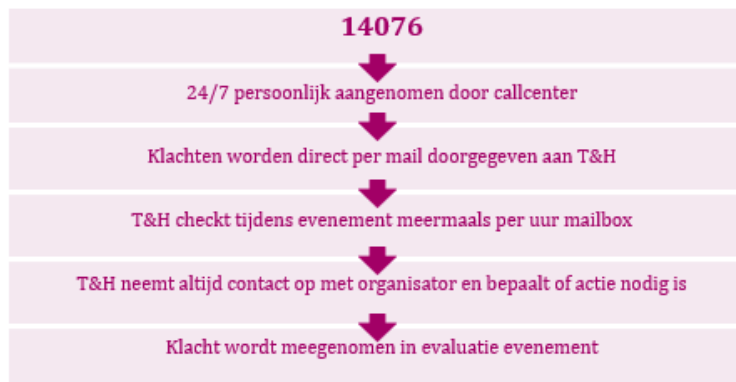 14076
24/7 persoonlijk aangenomen door callcenter
Klachten worden direct per mail doorgegeven aan T&H
T&H checkt tijdens evenement meermaals per uur mailbox
T&H neemt altijd contact op met organisator en bepaalt of actie nodig is
Klacht wordt meegenomen in evaluatie evenement